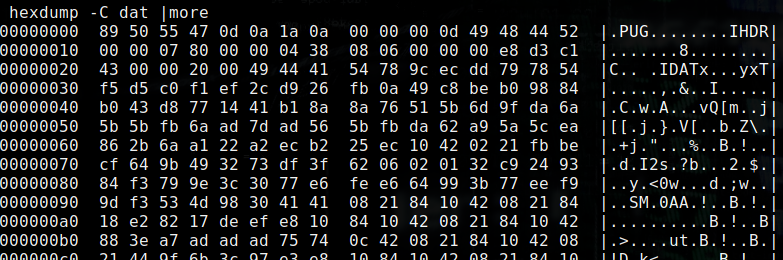 hexdump -C dat |more
00000000  89 50 55 47 0d 0a 1a 0a  00 00 00 0d 49 48 44 52  |.PUG........IHDR|
00000010  00 00 07 80 00 00 04 38  08 06 00 00 00 e8 d3 c1  |.......8........|
00000020  43 00 00 20 00 49 44 41  54 78 9c ec dd 79 78 54  |C.. .IDATx...yxT|
00000030  f5 d5 c0 f1 ef 2c d9 26  fb 0a 49 c8 be b0 98 84  |.....,.&..I.....|
00000040  b0 43 d8 77 14 41 b1 8a  8a 76 51 5b 6d 9f da 6a  |.C.w.A...vQ[m..j|
00000050  5b 5b fb 6a ad 7d ad 56  5b fb da 62 a9 5a 5c ea  |[[.j.}.V[..b.Z\.|
00000060  86 2b 6a a1 22 a2 ec b2  25 ec 10 42 02 21 fb be  |.+j."...%..B.!..|
00000070  cf 64 9b 49 32 73 df 3f  62 06 02 01 32 c9 24 93  |.d.I2s.?b...2.$.|
00000080  84 f3 79 9e 3c 30 77 e6  fe e6 64 99 3b 77 ee f9  |..y.<0w...d.;w..|
00000090  9d f3 53 4d 98 30 41 41  08 21 84 10 42 08 21 84  |..SM.0AA.!..B.!.|
000000a0  18 e2 82 17 de ef e8 10  84 10 42 08 21 84 10 42  |..........B.!..B|
000000b0  88 3e a7 ad ad ad 75 74  0c 42 08 21 84 10 42 08  |.>....ut.B.!..B.|